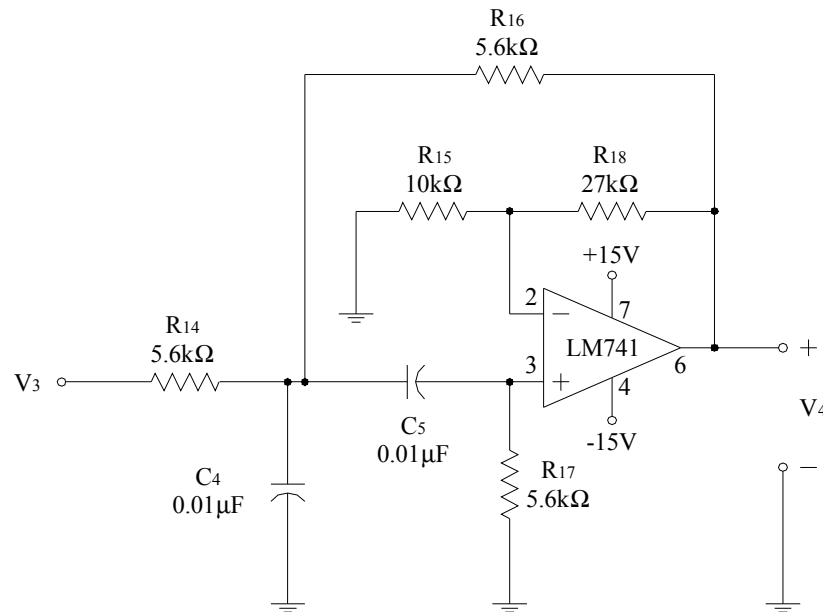 R16
5.6kΩ
R15
10kΩ
R18
27kΩ
+15V
2
7
−
R14
5.6kΩ
LM741
3
+
6
+
V3
4
C5
0.01μF
-15V
V4
−
C4
0.01μF
R17
5.6kΩ